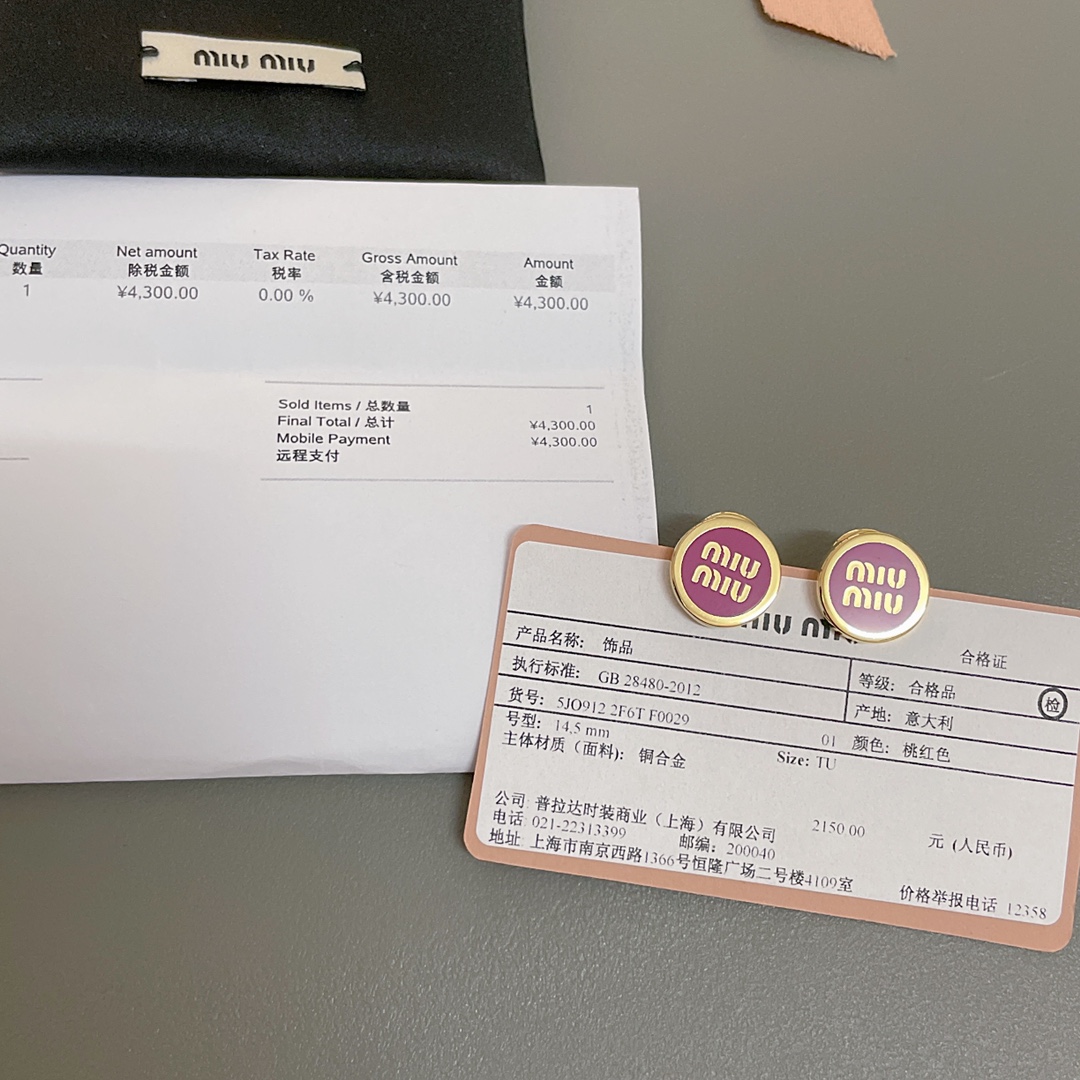 miu miu
Quantity Net amount Tax Rate Gross Amount Amount
数量 除税金额 税率 含税金额 金额
1 ¥4,300.00 0.00 % ¥4,300.00 ¥4,300.00
Sold Items / 总数量 1
Final Total / 总计 ¥4,300.00
Mobile Payment ¥4,300.00
远程支付
miu
miu
miu
miu
miu miu
合格证
产品名称: 饰品
执行标准: GB 28480-2012 等级: 合格品 检
货号: 5JO912 2F6T F0029 产地: 意大利
号型: 14.5 mm 01 颜色: 桃红色
主体材质（面料): 铜合金 Size: TU
公司: 普拉达时装商业（上海）有限公司 2150.00 元 (人民币)
电话: 021-22313399 邮编: 200040
地址: 上海市南京西路1366号恒隆广场二号楼4109室 价格举报电话 12358